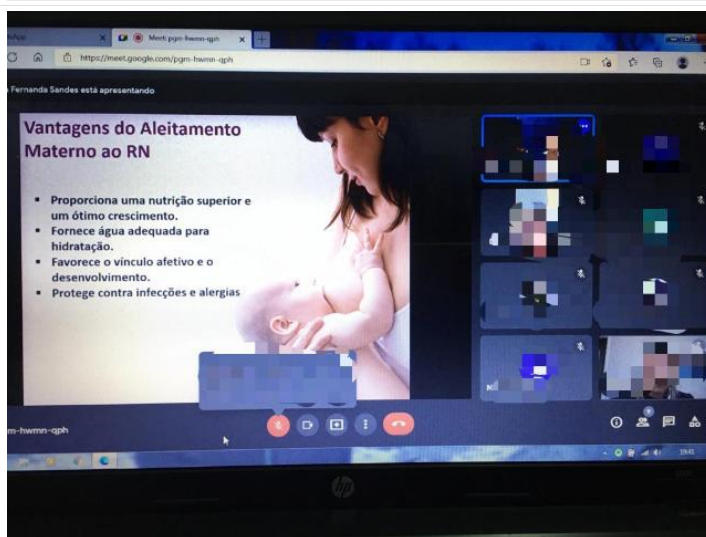 Meet: pgm-hwmn-qph
https://meet.google.com/pgm-hwmn-qph
Fernanda Sandes está apresentando
Vantagens do Aleitamento
Materno ao RN
▪ Proporciona uma nutrição superior e
um ótimo crescimento.
▪ Fornece água adequada para
hidratação.
▪ Favorece o vínculo afetivo e o
desenvolvimento.
▪ Protege contra infecções e alergias
m-hwmn-qph
19:41
hp